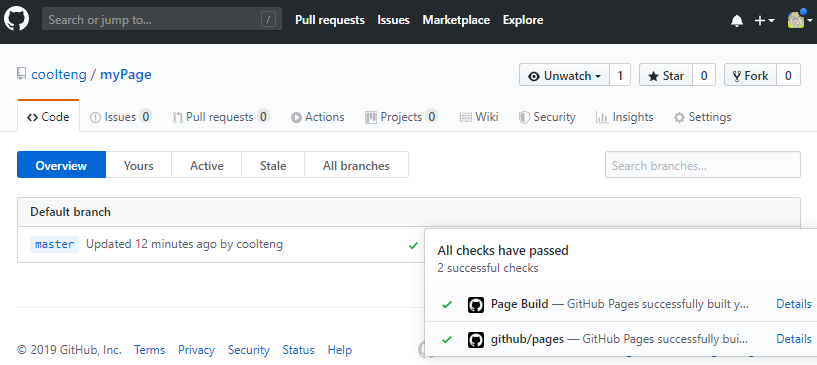 Search or jump to... / Pull requests Issues Marketplace Explore
coolteng / myPage Unwatch 1 Star 0 Fork 0
Code Issues 0 Pull requests 0 Actions Projects 0 Wiki Security Insights Settings
Overview Yours Active Stale All branches Search branches...
Default branch
master Updated 12 minutes ago by coolteng
All checks have passed
2 successful checks
Page Build — GitHub Pages successfully built y... Details
github/pages — GitHub Pages successfully bui... Details
© 2019 GitHub, Inc. Terms Privacy Security Status Help